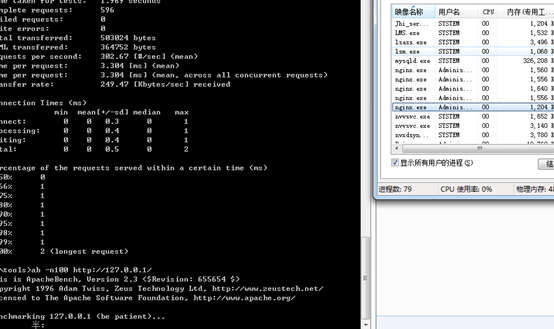 me taken for tests: 1.969 seconds
mplete requests: 596
iled requests: 0
ite errors: 0
tal transferred: 503024 bytes
ML transferred: 364752 bytes
quests per second: 302.67 [#/sec] (mean)
me per request: 3.304 [ms] (mean)
me per request: 3.304 [ms] (mean, across all concurrent requests)
ansfer rate: 249.47 [Kbytes/sec] received
nnection Times (ms)
min mean[+/-sd] median max
nnect: 0 0 0.3 0 1
ocessing: 0 0 0.4 0 1
iting: 0 0 0.4 0 1
tal: 0 0 0.5 0 2
rcentage of the requests served within a certain time (ms)
50% 0
66% 1
75% 1
80% 1
90% 1
95% 1
98% 1
99% 1
00% 2 (longest request)
\tools>ab -n100 http://127.0.0.1/
is is ApacheBench, Version 2.3 <$Revision: 655654 $>
pyright 1996 Adam Twiss, Zeus Technology Ltd, http://www.zeustech.net/
censed to The Apache Software Foundation, http://www.apache.org/
nchmarking 127.0.0.1 (be patient)...
半:
映像名称 用户名 CPU 内存(专用工...
Jhi_ser... SYSTEM 00 1,204
LMS.exe SYSTEM 00 1,532
lsass.exe SYSTEM 00 3,496
lsm.exe SYSTEM 00 1,068
mysqld.exe SYSTEM 00 326,208
nginx.exe Adminis... 00 1,560
nginx.exe Adminis... 00 1,556
nginx.exe Adminis... 00 1,640
nginx.exe Adminis... 00 1,556
nginx.exe Adminis... 00 1,204
nvvsvc.exe SYSTEM 00 1,652
nvvsvc.exe SYSTEM 00 3,140
nvxdsyn... SYSTEM 00 3,780
显示所有用户的进程(S)
进程数: 79 CPU 使用率: 0% 物理内存: 48